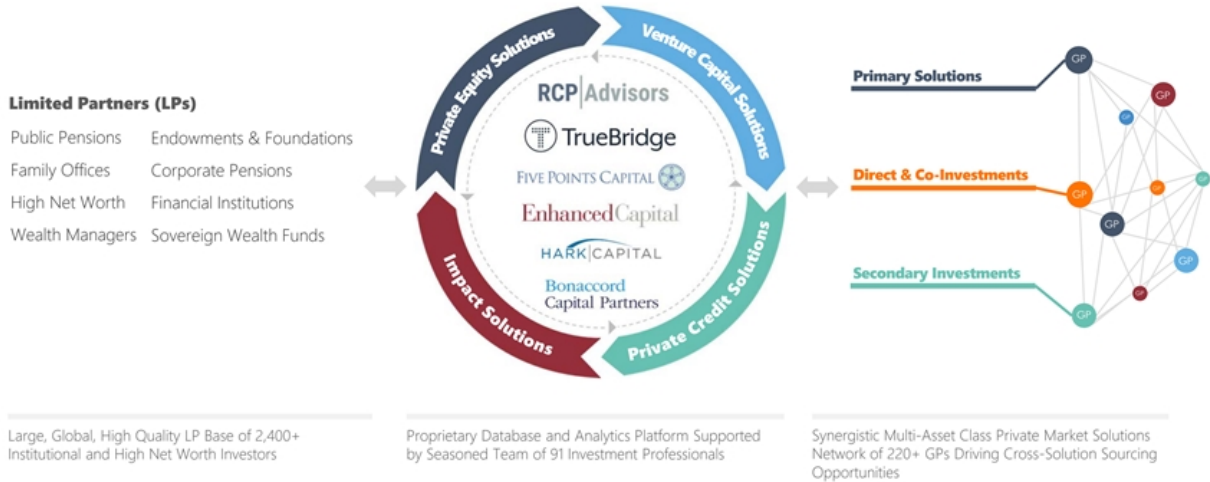 Limited Partners (LPs)
Public Pensions
Endowments & Foundations
Family Offices
Corporate Pensions
High Net Worth
Financial Institutions
Wealth Managers
Sovereign Wealth Funds
Large, Global, High Quality LP Base of 2,400+
Institutional and High Net Worth Investors
Private Equity Solutions
Venture Capital Solutions
Private Credit Solutions
Impact Solutions
RCP|Advisors
T TrueBridge
FIVE POINTS CAPITAL
EnhancedCapital
HARK|CAPITAL
Bonaccord
Capital Partners
Proprietary Database and Analytics Platform Supported
by Seasoned Team of 91 Investment Professionals
Primary Solutions
Direct & Co-Investments
Secondary Investments
GP
GP
GP
GP
GP
GP
GP
GP
GP
GP
Synergistic Multi-Asset Class Private Market Solutions
Network of 220+ GPs Driving Cross-Solution Sourcing
Opportunities